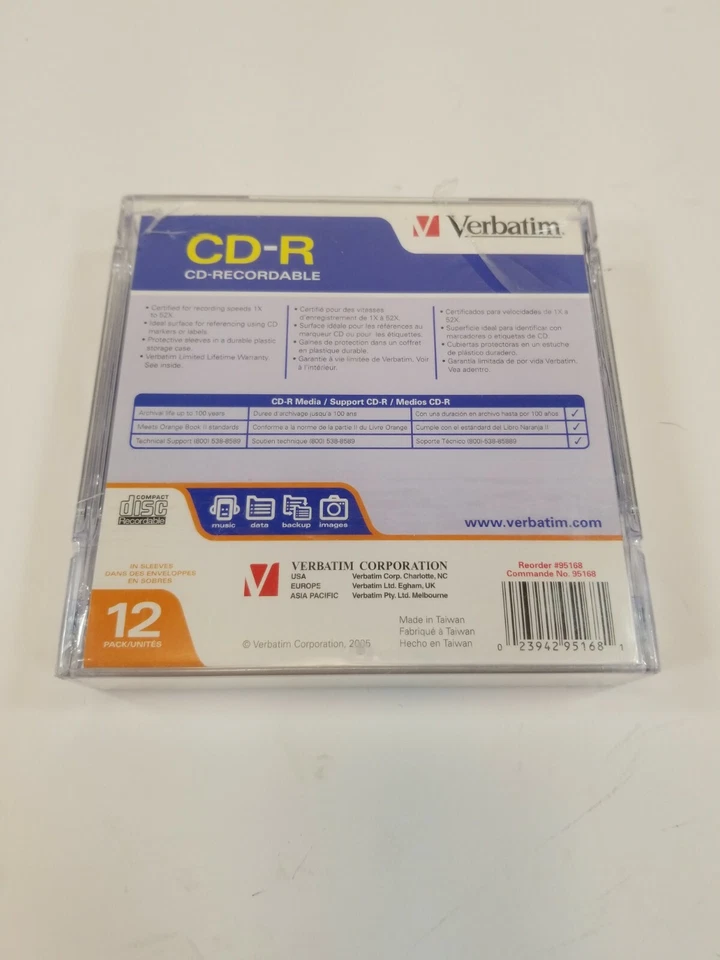 CD-R
CD-RECORDABLE
Verbatim.
• Certified for recording speeds 1X
to 52X.
• Ideal surface for referencing using CD
markers or labels.
• Protective sleeves in a durable plastic
storage case.
• Verbatim Limited Lifetime Warranty.
See inside.
• Certifié pour des vitesses
d'enregistrement de 1X à 52X.
• Surface idéale pour les références au
marqueur CD ou pour les étiquettes.
• Gaines de protection dans un coffret
en plastique durable.
• Garantie à vie limitée de Verbatim. Voir
à l'intérieur.
• Certificados para velocidades de 1X a
52X.
• Superficie ideal para identificar con
marcadores o etiquetas de CD.
• Cubiertas protectoras en un estuche
de plástico duradero.
• Garantía limitada de por vida Verbatim.
Vea adentro.
CD-R Media / Support CD-R / Medios CD-R
Archival life up to 100 years Durée d'archivage jusqu'à 100 ans Con una duración en archivo hasta por 100 años ✓
Meets Orange Book II standards Conforme à la norme de la partie II du Livre Orange Cumple con el estándard del Libro Naranja II ✓
Technical Support (800) 538-8589 Soutien technique (800) 538-8589 Soporte Técnico (800)-538-85889 ✓
COMPACT
disc
Recordable
music data backup images
www.verbatim.com
IN SLEEVES
DANS DES ENVELOPPES
EN SOBRES
12
PACK/UNITÉS
VERBATIM CORPORATION
USA Verbatim Corp. Charlotte, NC
EUROPE Verbatim Ltd. Egham, UK
ASIA PACIFIC Verbatim Pty. Ltd. Melbourne
© Verbatim Corporation, 2005
Made in Taiwan
Fabriqué à Taiwan
Hecho en Taiwan
Reorder #95168
Commande No. 95168
0 23942 95168 1